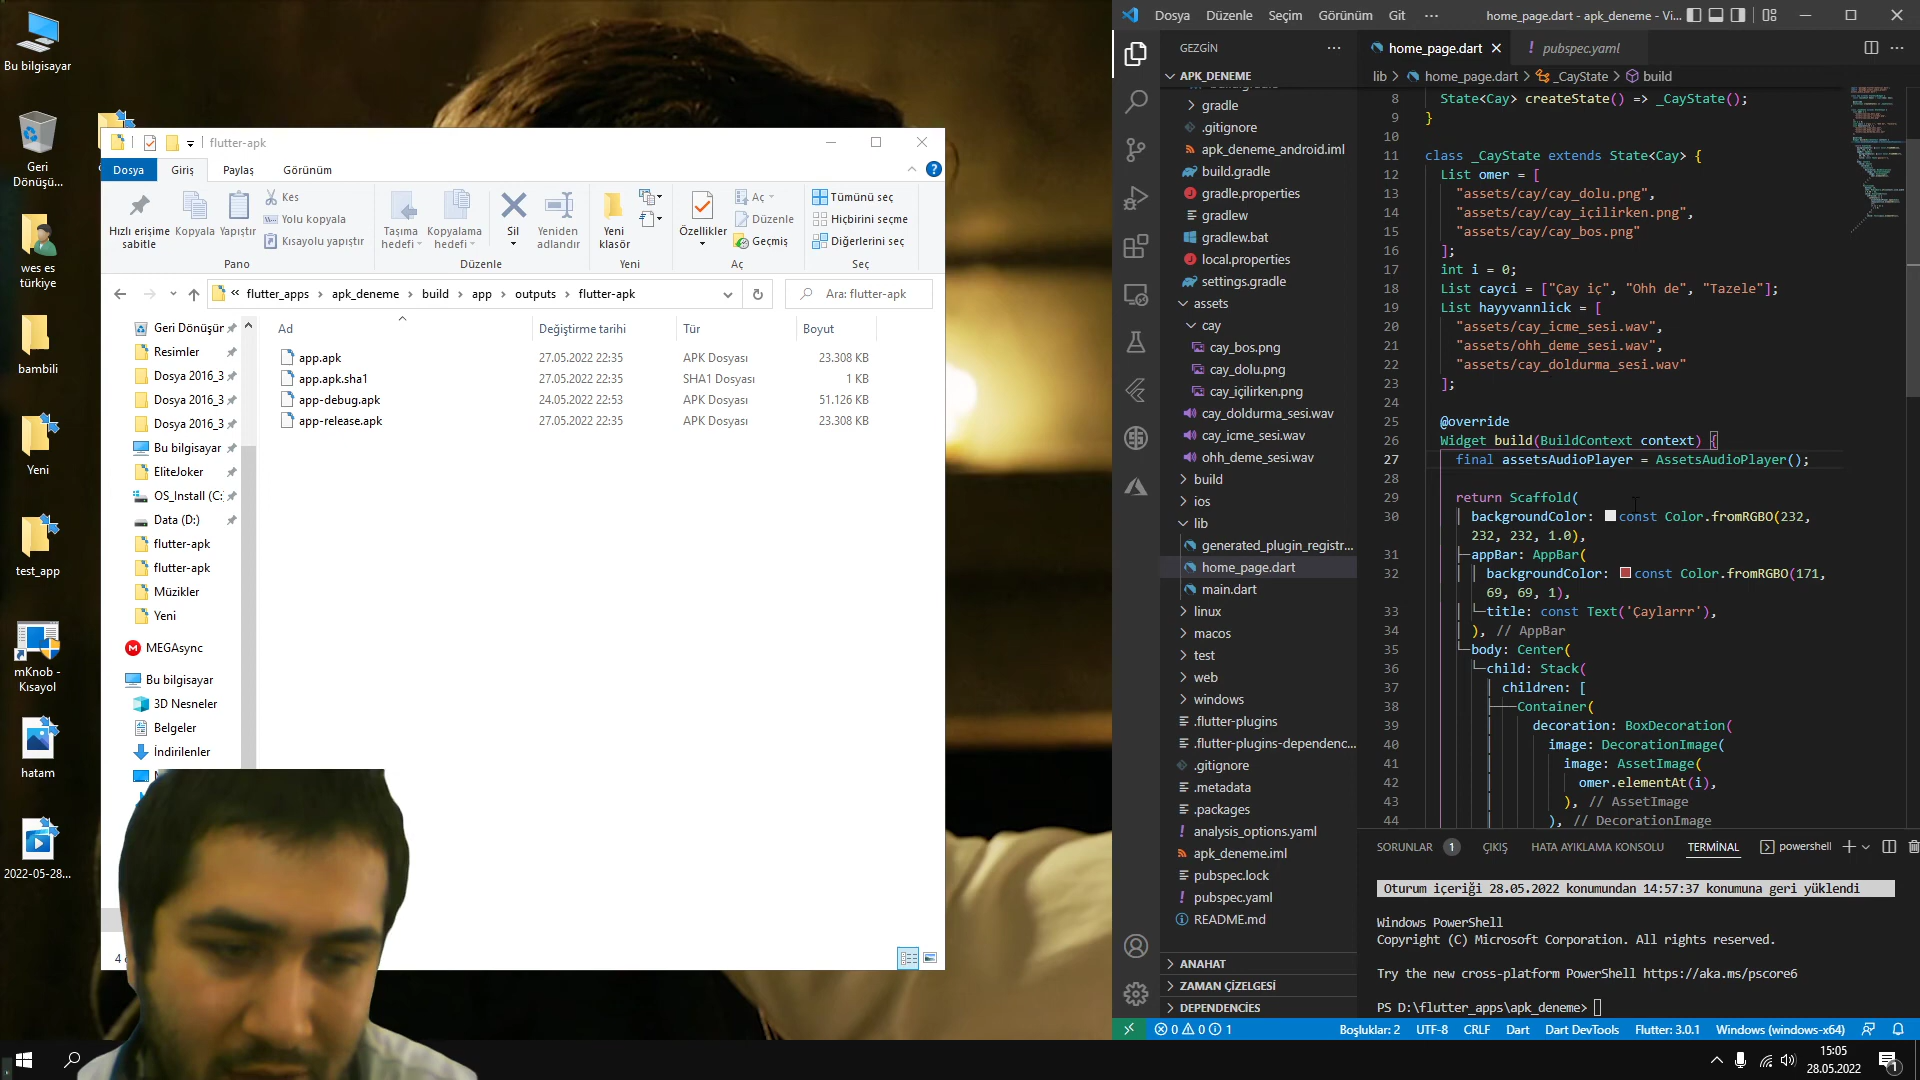 Bu bilgisayar
Geri
Dönüşü...
wes es
türkiye
bambili
Yeni
test_app
mKnob -
Kısayol
hatam
2022-05-28...
flutter-apk
Dosya
Giriş
Paylaş
Görünüm
Hızlı erişime
sabitle
Kopyala
Yapıştır
Kes
Yolu kopyala
Kısayolu yapıştır
Pano
Taşıma
hedefi
Kopyalama
hedefi
Sil
Yeniden
adlandır
Düzenle
Yeni
klasör
Yeni
Özellikler
Aç
Düzenle
Geçmiş
Aç
Tümünü seç
Hiçbirini seçme
Diğerlerini seç
Seç
« flutter_apps › apk_deneme › build › app › outputs › flutter-apk
Ara: flutter-apk
Geri Dönüşür
Resimler
Dosya 2016_3
Dosya 2016_3
Dosya 2016_3
Bu bilgisayar
EliteJoker
OS_Install (C:
Data (D:)
flutter-apk
flutter-apk
Müzikler
Yeni
MEGAsync
Bu bilgisayar
3D Nesneler
Belgeler
İndirilenler
Ad Değiştirme tarihi Tür Boyut
app.apk 27.05.2022 22:35 APK Dosyası 23.308 KB
app.apk.sha1 27.05.2022 22:35 SHA1 Dosyası 1 KB
app-debug.apk 24.05.2022 22:53 APK Dosyası 51.126 KB
app-release.apk 27.05.2022 22:35 APK Dosyası 23.308 KB
Dosya Düzenle Seçim Görünüm Git ··· home_page.dart - apk_deneme - Vi...
GEZGİN
APK_DENEME
gradle
.gitignore
apk_deneme_android.iml
build.gradle
gradle.properties
gradlew
gradlew.bat
local.properties
settings.gradle
assets
cay
cay_bos.png
cay_dolu.png
cay_içilirken.png
cay_doldurma_sesi.wav
cay_icme_sesi.wav
ohh_deme_sesi.wav
build
ios
lib
generated_plugin_registr...
home_page.dart
main.dart
linux
macos
test
web
windows
.flutter-plugins
.flutter-plugins-dependenc...
.gitignore
.metadata
.packages
analysis_options.yaml
apk_deneme.iml
pubspec.lock
pubspec.yaml
README.md
ANAHAT
ZAMAN ÇİZELGESİ
DEPENDENCIES
home_page.dart
pubspec.yaml
lib > home_page.dart > _CayState > build
8 State<Cay> createState() => _CayState();
9 }
10
11 class _CayState extends State<Cay> {
12 List omer = [
13 "assets/cay/cay_dolu.png",
14 "assets/cay/cay_içilirken.png",
15 "assets/cay/cay_bos.png"
16 ];
17 int i = 0;
18 List cayci = ["Çay iç", "Ohh de", "Tazele"];
19 List hayyvannlick = [
20 "assets/cay_icme_sesi.wav",
21 "assets/ohh_deme_sesi.wav",
22 "assets/cay_doldurma_sesi.wav"
23 ];
24
25 @override
26 Widget build(BuildContext context) {
27 final assetsAudioPlayer = AssetsAudioPlayer();
28
29 return Scaffold(
30 backgroundColor: const Color.fromRGBO(232,
232, 232, 1.0),
31 appBar: AppBar(
32 backgroundColor: const Color.fromRGBO(171,
69, 69, 1),
33 title: const Text('Çaylarrr'),
34 ), // AppBar
35 body: Center(
36 child: Stack(
37 children: [
38 Container(
39 decoration: BoxDecoration(
40 image: DecorationImage(
41 image: AssetImage(
42 omer.elementAt(i),
43 ), // AssetImage
44 ), // DecorationImage
SORUNLAR 1 ÇIKIŞ HATA AYIKLAMA KONSOLU TERMİNAL powershell
Oturum içeriği 28.05.2022 konumundan 14:57:37 konumuna geri yüklendi
Windows PowerShell
Copyright (C) Microsoft Corporation. All rights reserved.
Try the new cross-platform PowerShell https://aka.ms/pscore6
PS D:\flutter_apps\apk_deneme>
0 0 1 Boşluklar: 2 UTF-8 CRLF Dart Dart DevTools Flutter: 3.0.1 Windows (windows-x64)
15:05
28.05.2022
1